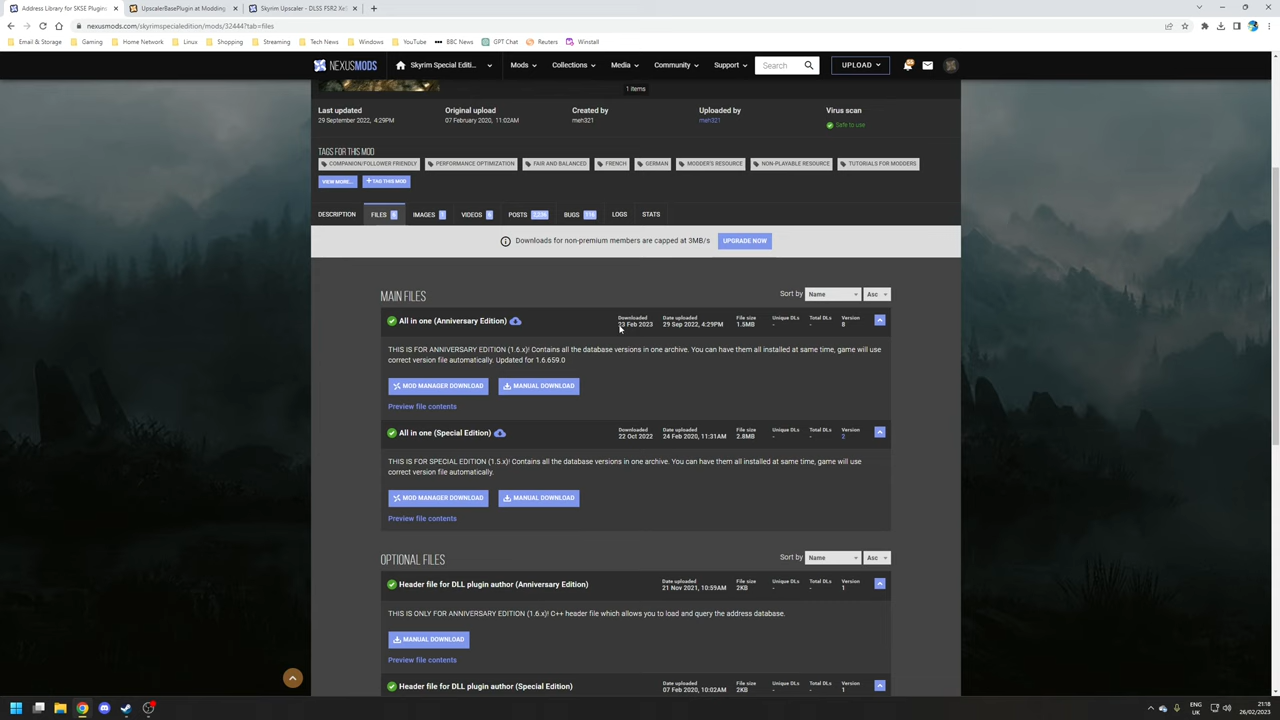 Address Library for SKSE Plugins
UpscalerBasePlugin at Modding
Skyrim Upscaler - DLSS FSR2 XeS
nexusmods.com/skyrimspecialedition/mods/32444?tab=files
Email & Storage
Gaming
Home Network
Linux
Shopping
Streaming
Tech News
Windows
YouTube
BBC News
GPT Chat
Reuters
Winstall
NEXUSMODS
Skyrim Special Editi...
Mods
Collections
Media
Community
Support
Search
UPLOAD
1 items
Last updated
29 September 2022, 4:29PM
Original upload
07 February 2020, 11:02AM
Created by
meh321
Uploaded by
meh321
Virus scan
Safe to use
TAGS FOR THIS MOD
COMPANION/FOLLOWER FRIENDLY
PERFORMANCE OPTIMIZATION
FAIR AND BALANCED
FRENCH
GERMAN
MODDER'S RESOURCE
NON-PLAYABLE RESOURCE
TUTORIALS FOR MODDERS
VIEW MORE...
+ TAG THIS MOD
DESCRIPTION
FILES 6
IMAGES 1
VIDEOS 0
POSTS
BUGS
LOGS
STATS
Downloads for non-premium members are capped at 3MB/s
UPGRADE NOW
MAIN FILES
Sort by Name Asc
All in one (Anniversary Edition)
Downloaded
23 Feb 2023
Date uploaded
29 Sep 2022, 4:29PM
File size
1.5MB
Unique DLs
-
Total DLs
-
Version
8
THIS IS FOR ANNIVERSARY EDITION (1.6.x)! Contains all the database versions in one archive. You can have them all installed at same time, game will use
correct version file automatically. Updated for 1.6.659.0
MOD MANAGER DOWNLOAD
MANUAL DOWNLOAD
Preview file contents
All in one (Special Edition)
Downloaded
22 Oct 2022
Date uploaded
24 Feb 2020, 11:31AM
File size
2.8MB
Unique DLs
-
Total DLs
-
Version
2
THIS IS FOR SPECIAL EDITION (1.5.x)! Contains all the database versions in one archive. You can have them all installed at same time, game will use
correct version file automatically.
MOD MANAGER DOWNLOAD
MANUAL DOWNLOAD
Preview file contents
OPTIONAL FILES
Sort by Name Asc
Header file for DLL plugin author (Anniversary Edition)
Date uploaded
21 Nov 2021, 10:59AM
File size
2KB
Unique DLs
-
Total DLs
-
Version
1
THIS IS ONLY FOR ANNIVERSARY EDITION (1.6.x)! C++ header file which allows you to load and query the address database.
MANUAL DOWNLOAD
Preview file contents
Header file for DLL plugin author (Special Edition)
Date uploaded
07 Feb 2020, 10:02AM
File size
2KB
Unique DLs
-
Total DLs
-
Version
1
ENG
UK
21:18
26/02/2023